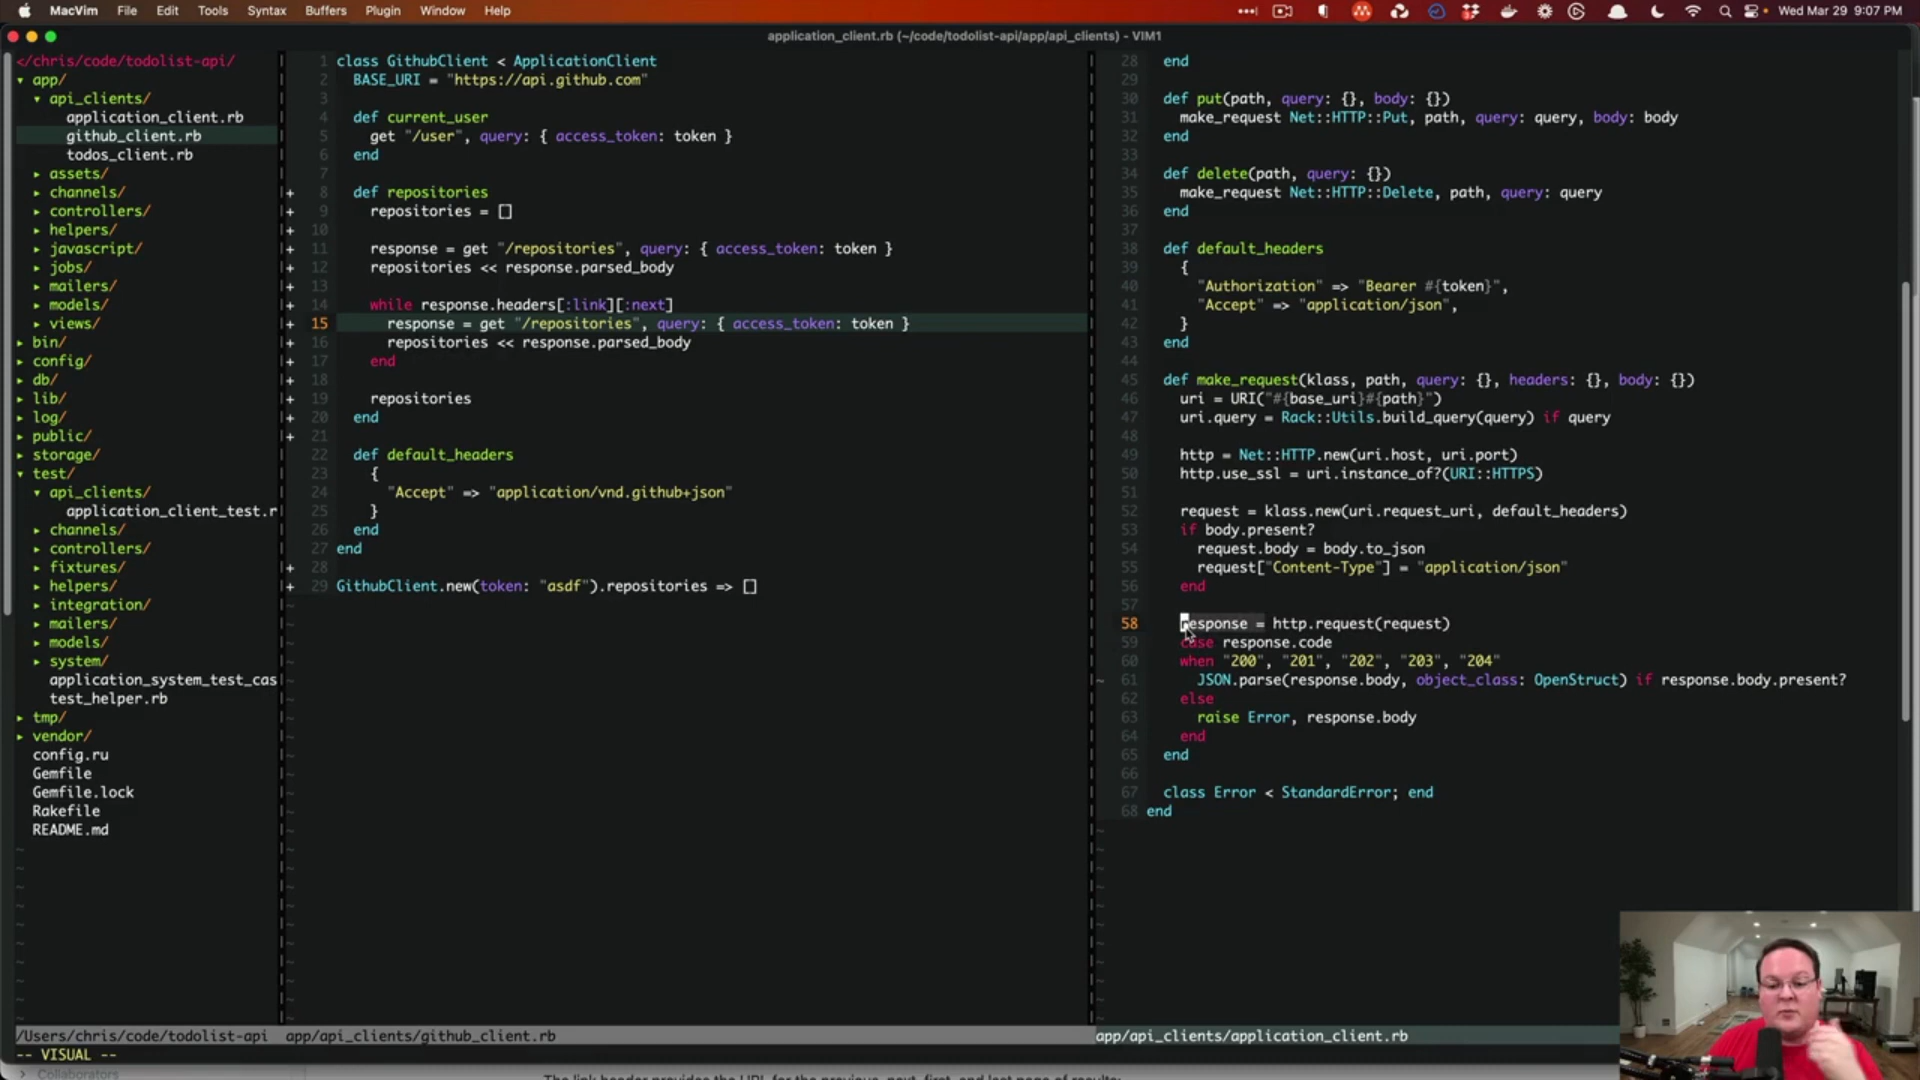 MacVim File Edit Tools Syntax Buffers Plugin Window Help
Wed Mar 29 9:07 PM
application_client.rb (~/code/todolist-api/app/api_clients) - VIM1
</chris/code/todolist-api/
▾ app/
▾ api_clients/
application_client.rb
github_client.rb
todos_client.rb
▸ assets/
▸ channels/
▸ controllers/
▸ helpers/
▸ javascript/
▸ jobs/
▸ mailers/
▸ models/
▸ views/
▸ bin/
▸ config/
▸ db/
▸ lib/
▸ log/
▸ public/
▸ storage/
▾ test/
▾ api_clients/
application_client_test.r
▸ channels/
▸ controllers/
▸ fixtures/
▸ helpers/
▸ integration/
▸ mailers/
▸ models/
▸ system/
application_system_test_cas
test_helper.rb
▸ tmp/
▸ vendor/
config.ru
Gemfile
Gemfile.lock
Rakefile
README.md
1 class GithubClient < ApplicationClient
2 BASE_URI = "https://api.github.com"
3
4 def current_user
5 get "/user", query: { access_token: token }
6 end
7
+ 8 def repositories
+ 9 repositories = []
+ 10
+ 11 response = get "/repositories", query: { access_token: token }
+ 12 repositories << response.parsed_body
+ 13
+ 14 while response.headers[:link][:next]
+ 15 response = get "/repositories", query: { access_token: token }
+ 16 repositories << response.parsed_body
+ 17 end
+ 18
+ 19 repositories
+ 20 end
+ 21
22 def default_headers
23 {
24 "Accept" => "application/vnd.github+json"
25 }
26 end
27 end
+ 28
+ 29 GithubClient.new(token: "asdf").repositories => []
28 end
29
30 def put(path, query: {}, body: {})
31 make_request Net::HTTP::Put, path, query: query, body: body
32 end
33
34 def delete(path, query: {})
35 make_request Net::HTTP::Delete, path, query: query
36 end
37
38 def default_headers
39 {
40 "Authorization" => "Bearer #{token}",
41 "Accept" => "application/json",
42 }
43 end
44
45 def make_request(klass, path, query: {}, headers: {}, body: {})
46 uri = URI("#{base_uri}#{path}")
47 uri.query = Rack::Utils.build_query(query) if query
48
49 http = Net::HTTP.new(uri.host, uri.port)
50 http.use_ssl = uri.instance_of?(URI::HTTPS)
51
52 request = klass.new(uri.request_uri, default_headers)
53 if body.present?
54 request.body = body.to_json
55 request["Content-Type"] = "application/json"
56 end
57
58 response = http.request(request)
59 case response.code
60 when "200", "201", "202", "203", "204"
~ 61 JSON.parse(response.body, object_class: OpenStruct) if response.body.present?
62 else
63 raise Error, response.body
64 end
65 end
66
67 class Error < StandardError; end
68 end
/Users/chris/code/todolist-api app/api_clients/github_client.rb app/api_clients/application_client.rb
-- VISUAL --
Collaborators
The link header provides the URL for the previous, next, first, and last page of results: